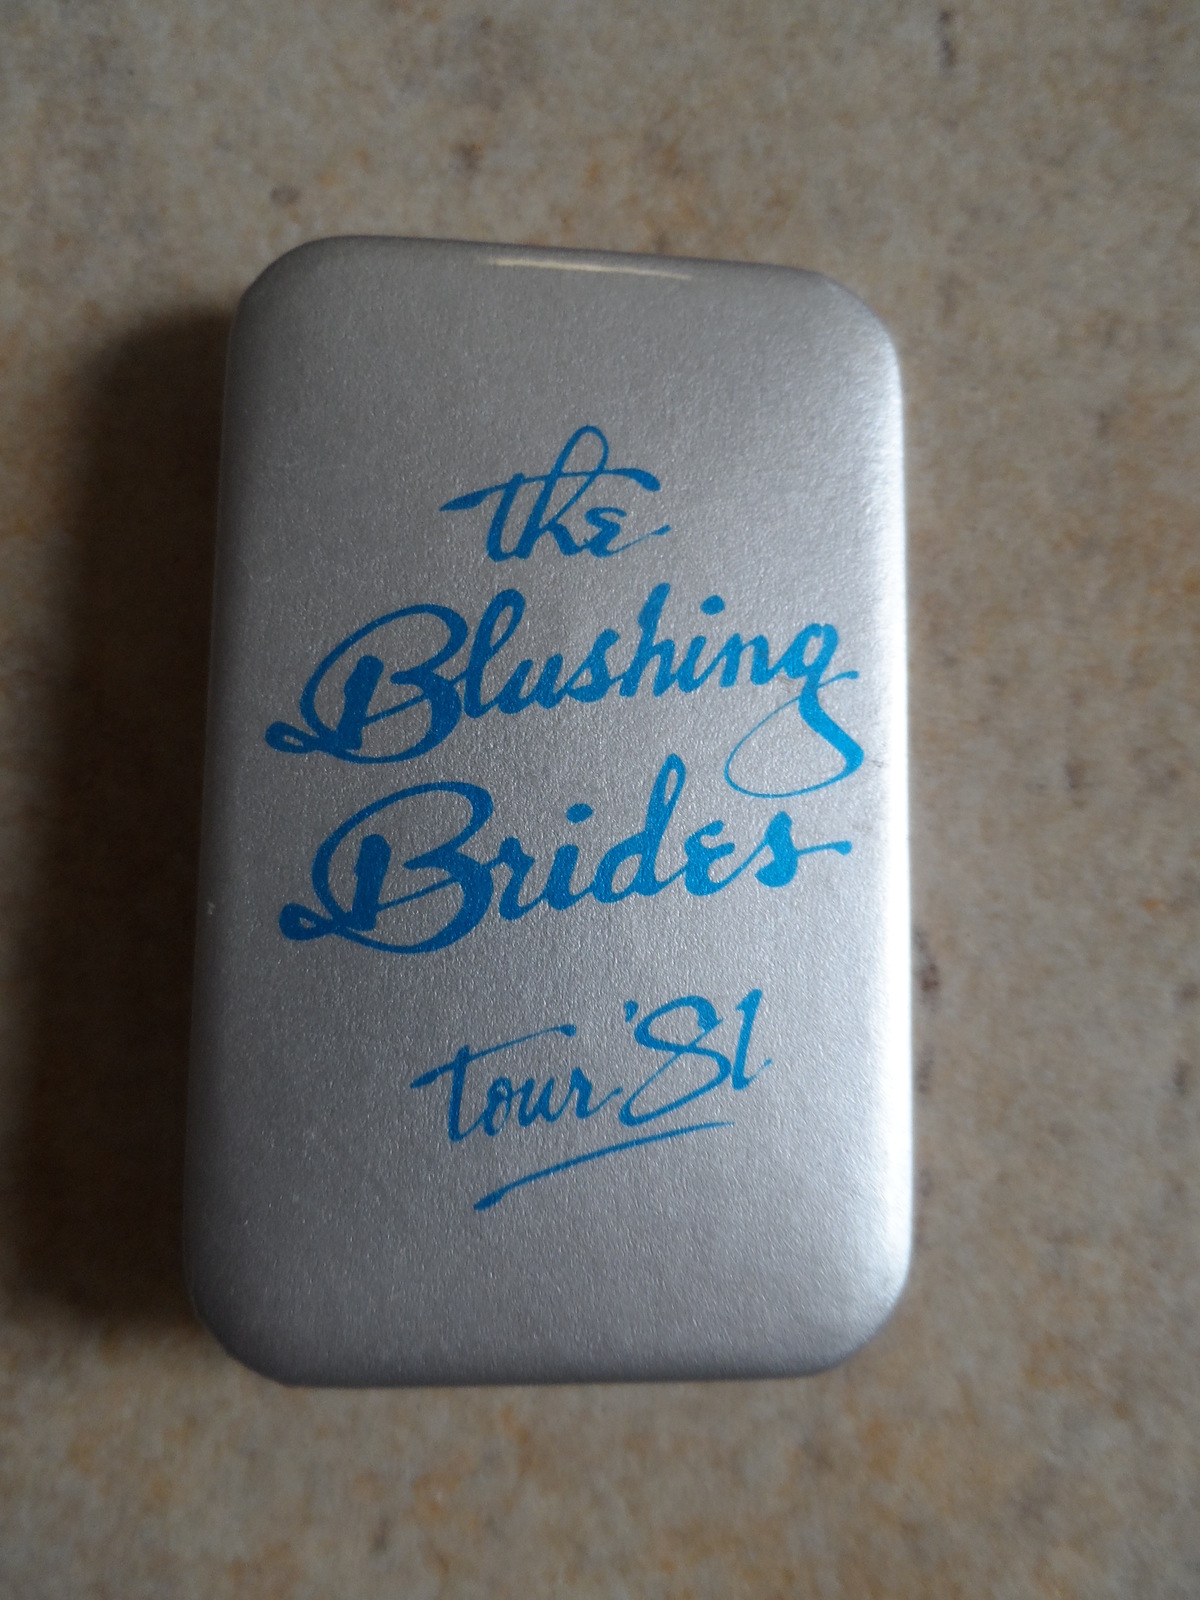 the
Blushing
Brides
tour '81